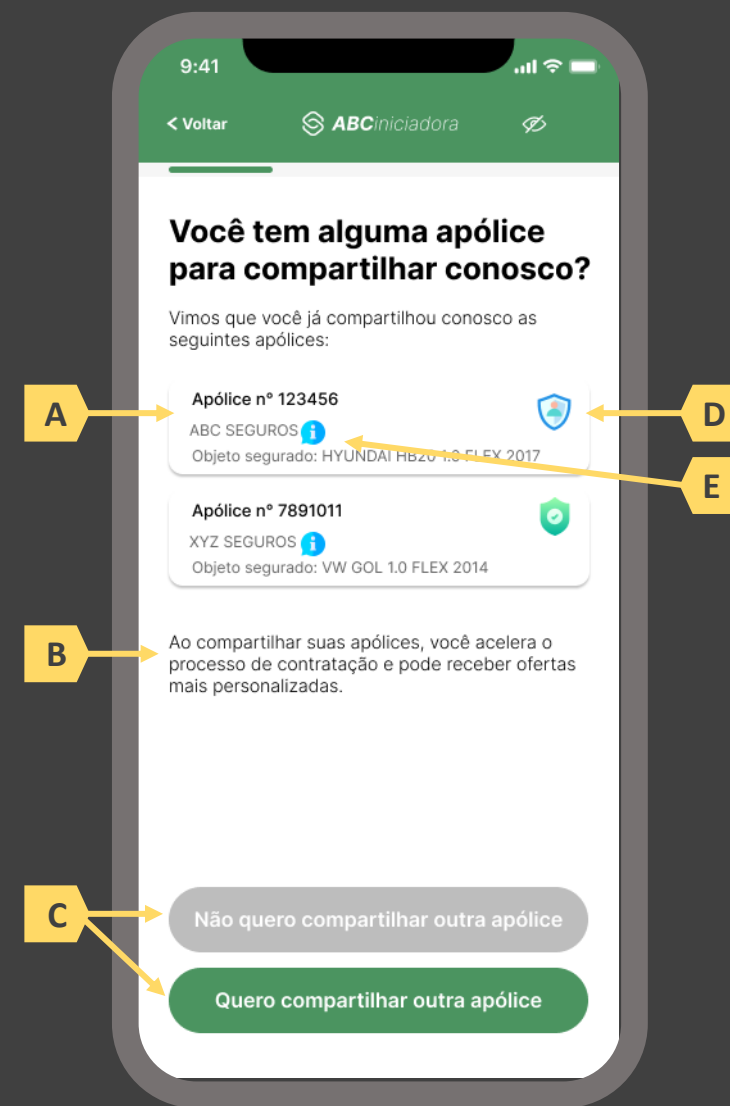 9:41
< Voltar
ABCiniciadora
Você tem alguma apólice
para compartilhar conosco?
Vimos que você já compartilhou conosco as
seguintes apólices:
A
Apólice n° 123456
D
ABC SEGUROS
i
Objeto segurado: HYUNDAI HB20 1.0 FLEX 2017
E
Apólice n° 7891011
XYZ SEGUROS
i
Objeto segurado: VW GOL 1.0 FLEX 2014
B
Ao compartilhar suas apólices, você acelera o
processo de contratação e pode receber ofertas
mais personalizadas.
C
Não quero compartilhar outra apólice
Quero compartilhar outra apólice